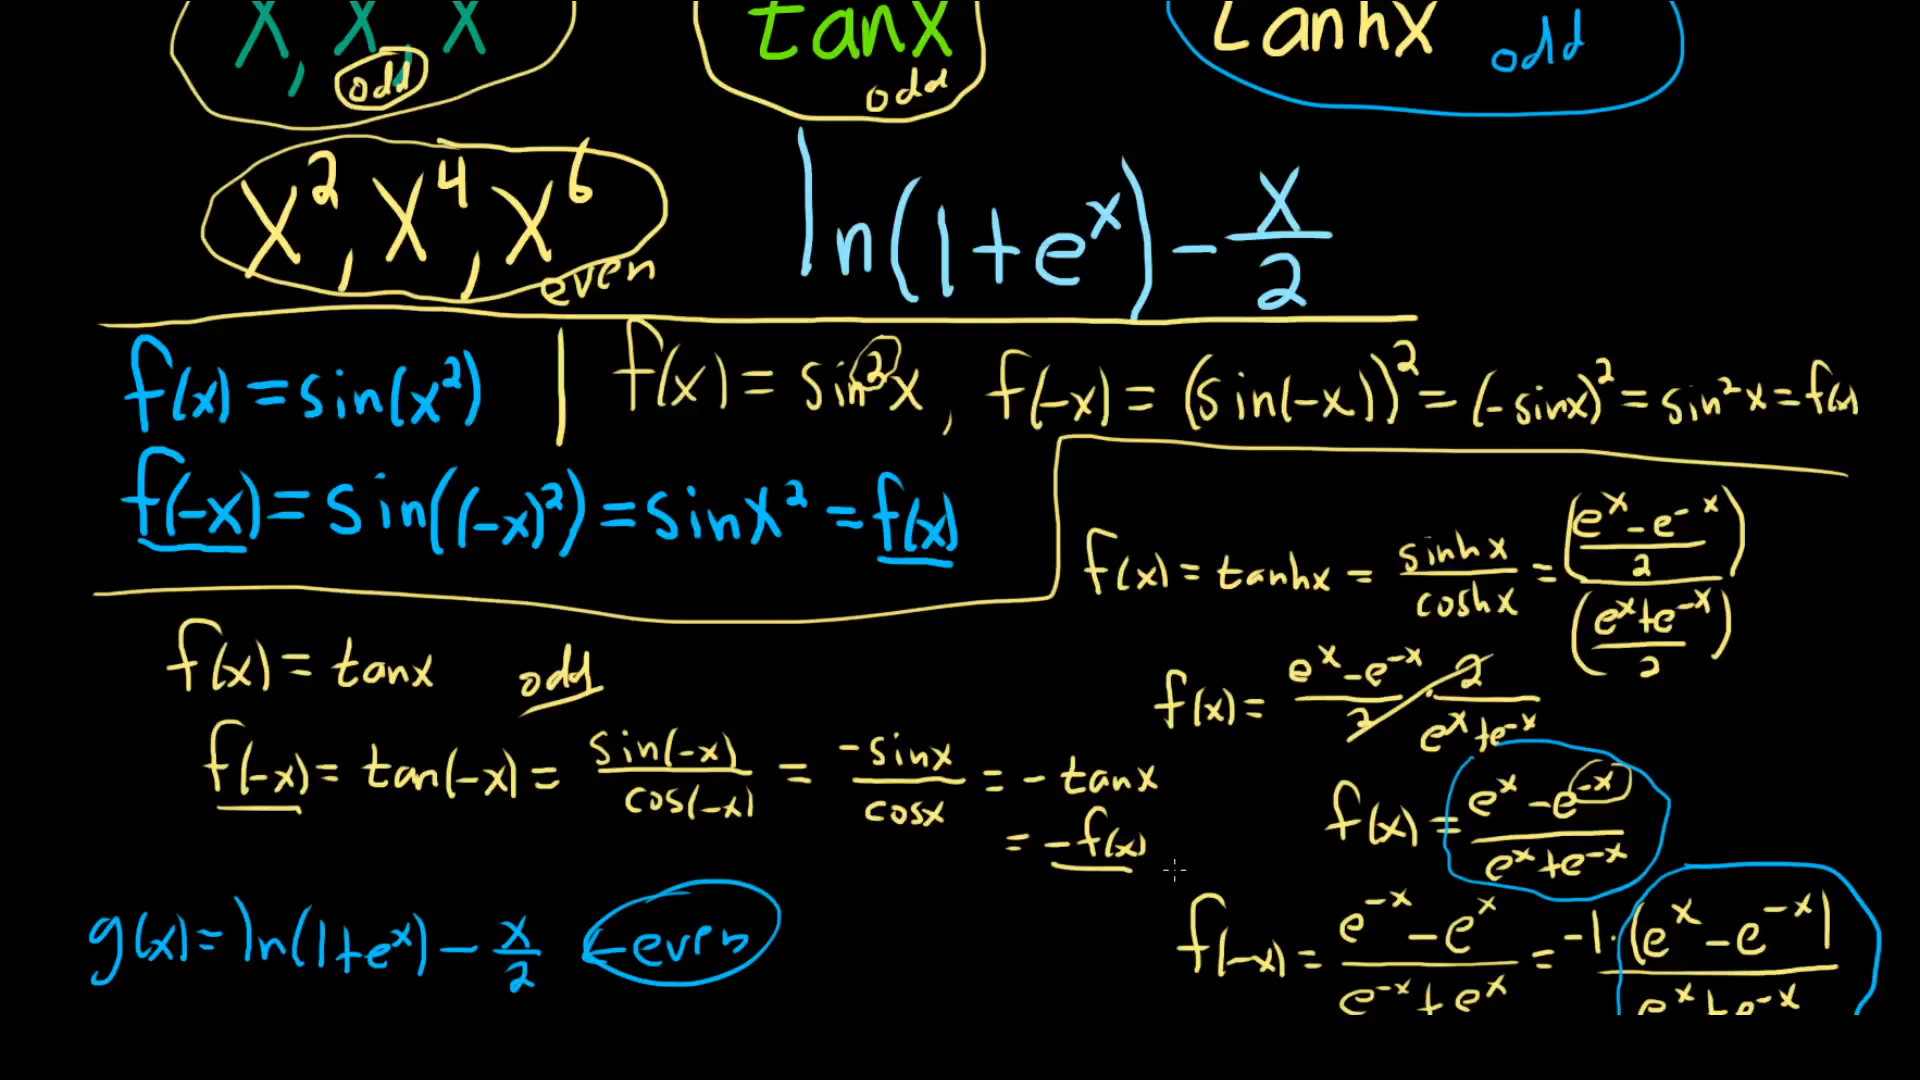 x, x, x tanx tanhx odd
odd odd
x², x⁴, x⁶ even ln(1+eˣ) - x/2
f(x) = sin(x²) | f(x) = sin²x, f(-x) = (sin(-x))² = (-sinx)² = sin²x = f(x)
f(-x) = sin((-x)²) = sinx² = f(x)
f(x) = tanhx = sinhx/coshx = ((eˣ-e⁻ˣ)/2)/((eˣ+e⁻ˣ)/2)
f(x) = tanx odd
f(x) = (eˣ-e⁻ˣ)/2 · 2/(eˣ+e⁻ˣ)
f(-x) = tan(-x) = sin(-x)/cos(-x) = -sinx/cosx = -tanx
= -f(x)
f(x) = (eˣ-e⁻ˣ)/(eˣ+e⁻ˣ)
g(x) = ln(1+eˣ) - x/2 ← even
f(-x) = (e⁻ˣ-eˣ)/(e⁻ˣ+eˣ) = -1·(eˣ-e⁻ˣ)/(eˣ+e⁻ˣ)